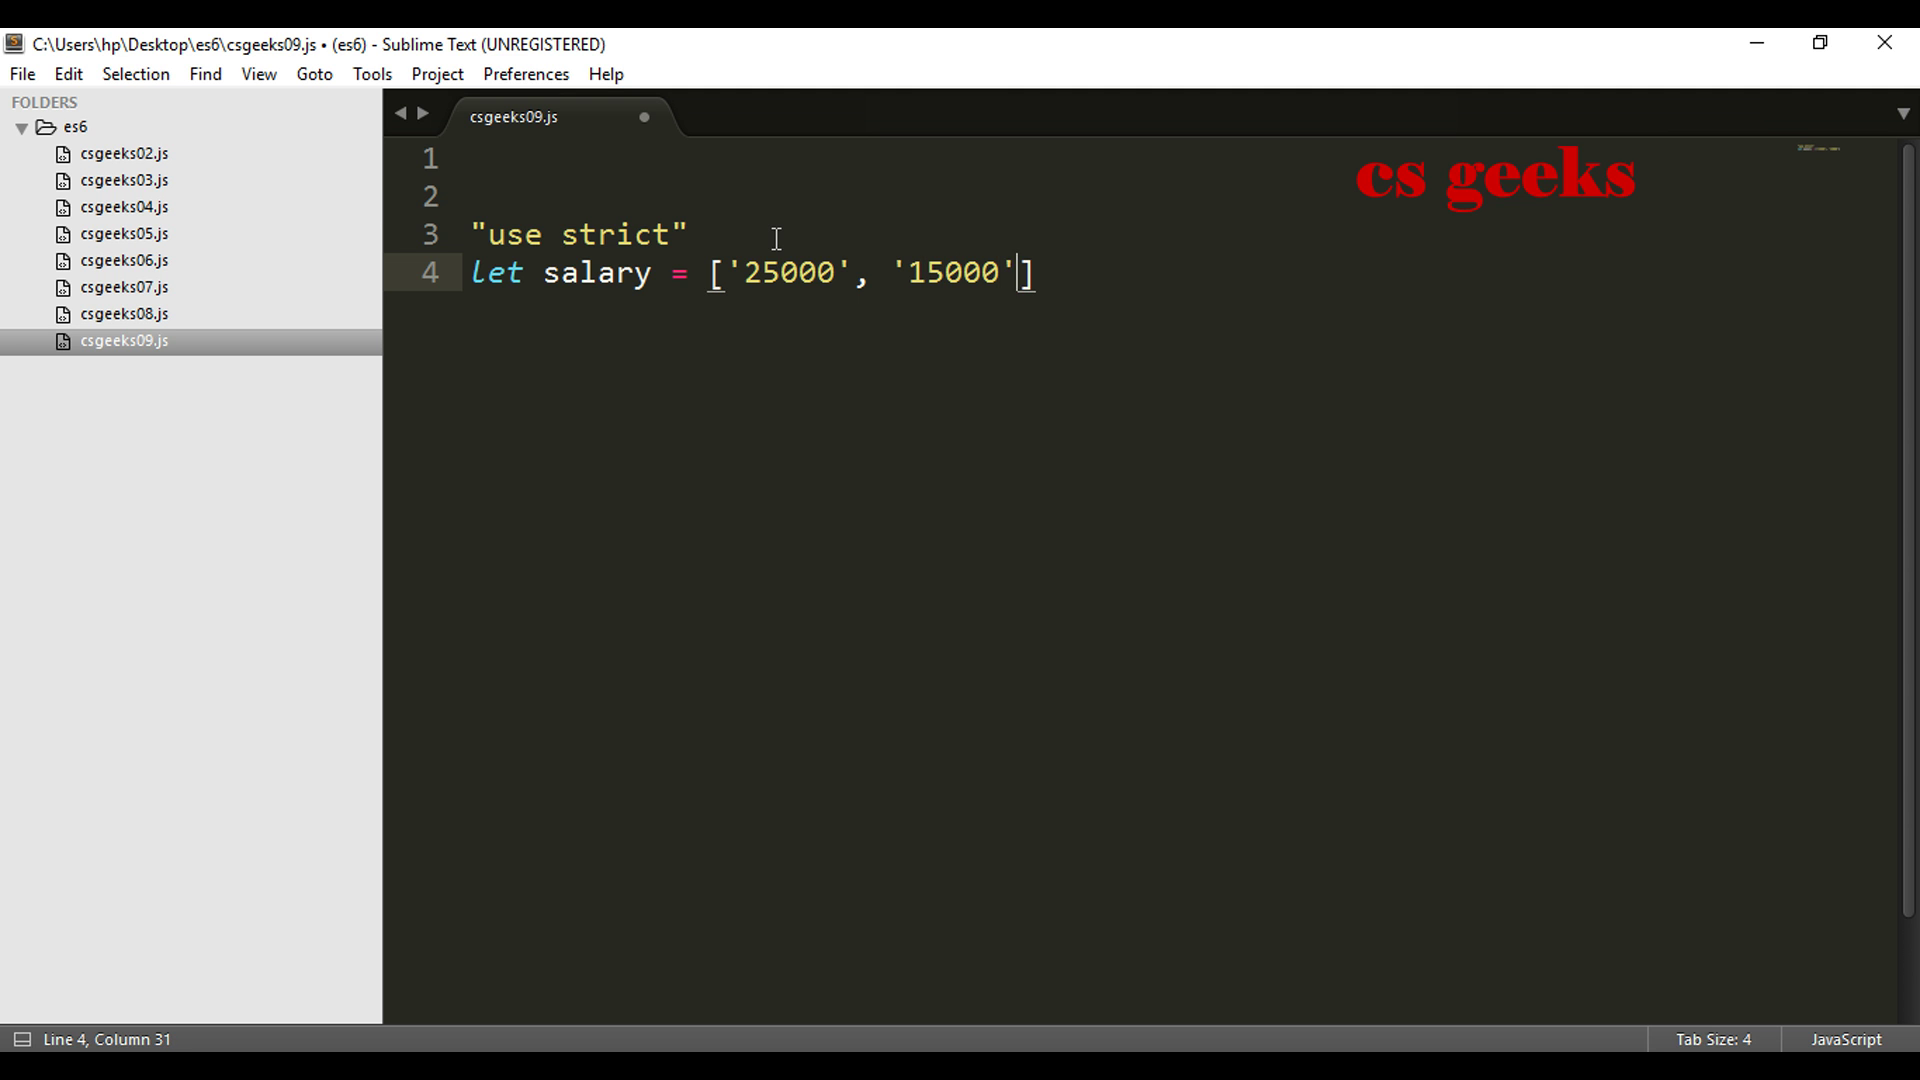 C:\Users\hp\Desktop\es6\csgeeks09.js • (es6) - Sublime Text (UNREGISTERED)
File Edit Selection Find View Goto Tools Project Preferences Help
FOLDERS
es6
csgeeks02.js
csgeeks03.js
csgeeks04.js
csgeeks05.js
csgeeks06.js
csgeeks07.js
csgeeks08.js
csgeeks09.js
csgeeks09.js
cs geeks
1
2
3 "use strict"
4 let salary = ['25000', '15000']
Line 4, Column 31
Tab Size: 4
JavaScript